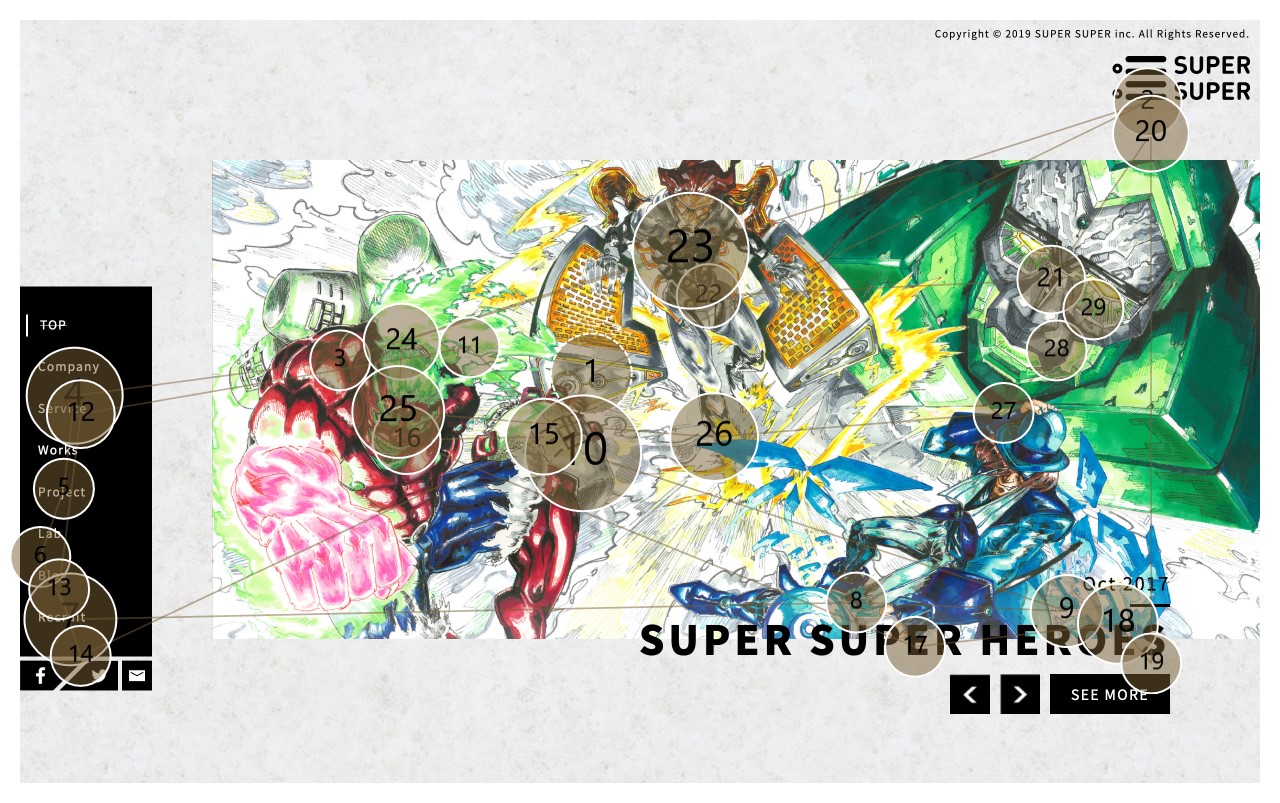 Copyright © 2019 SUPER SUPER inc. All Rights Reserved.
SUPER
SUPER
2
20
23
22
21
29
28
24
3
11
1
25
16
15
10
26
27
TOP
Company
4
Service
12
Works
Project
5
Lab
6
13
Recruit
7
14
Oct 2017
8
9
18
SUPER SUPER HEROES
17
19
SEE MORE